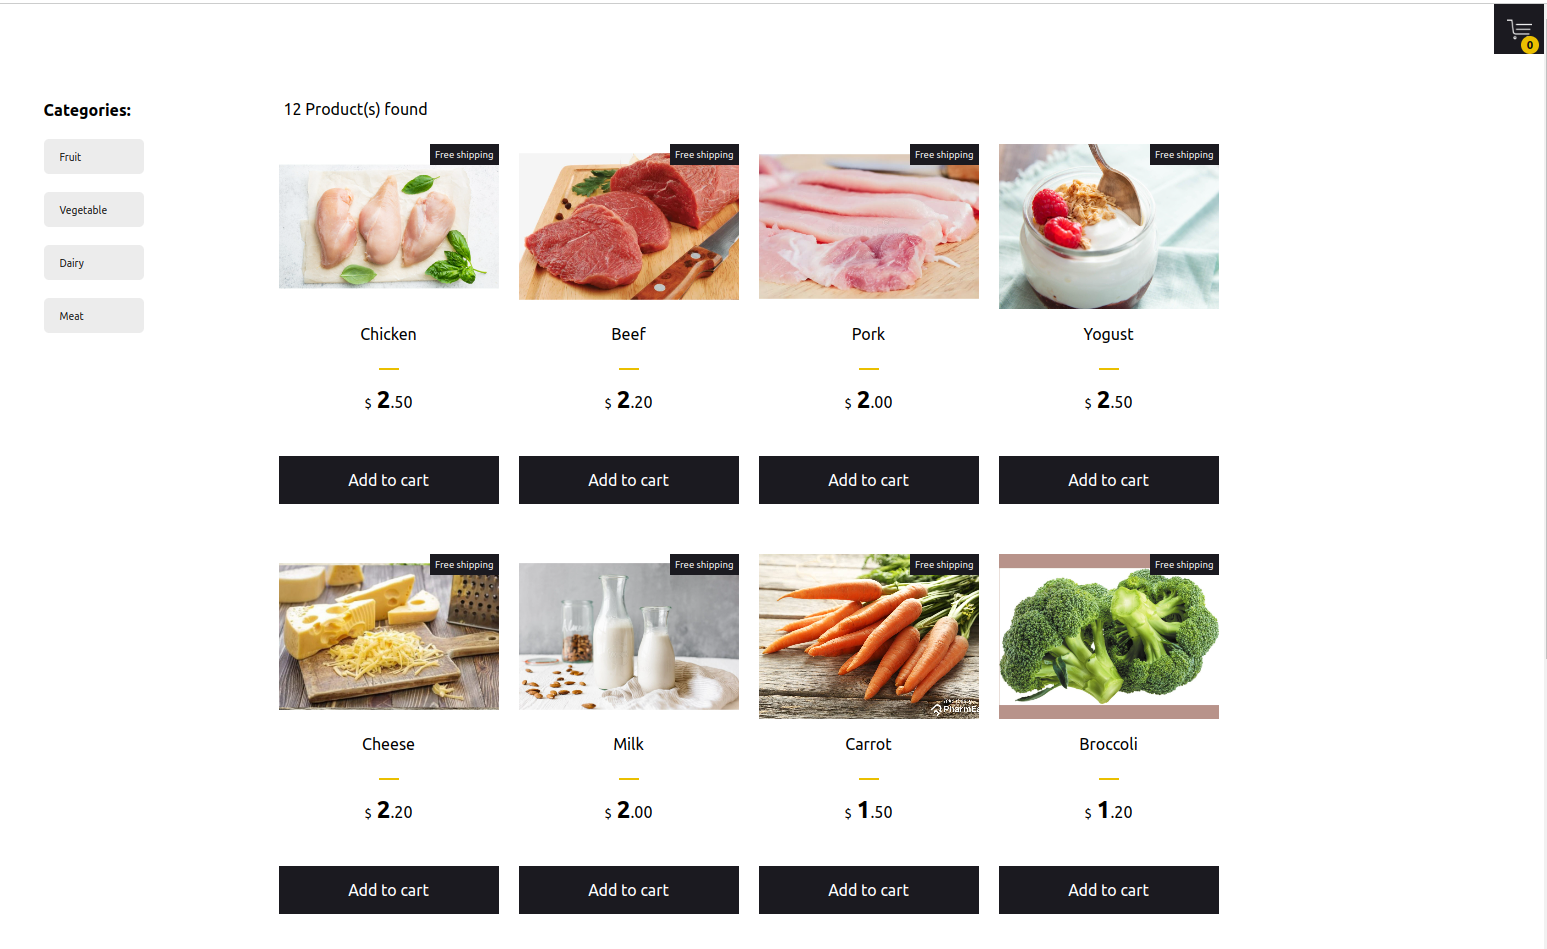 0
Categories:
12 Product(s) found
Fruit
Vegetable
Dairy
Meat
Free shipping
Free shipping
Free shipping
Free shipping
Chicken
Beef
Pork
Yogust
$ 2.50
$ 2.20
$ 2.00
$ 2.50
Add to cart
Add to cart
Add to cart
Add to cart
Free shipping
Free shipping
Free shipping
Free shipping
Cheese
Milk
Carrot
Broccoli
$ 2.20
$ 2.00
$ 1.50
$ 1.20
Add to cart
Add to cart
Add to cart
Add to cart